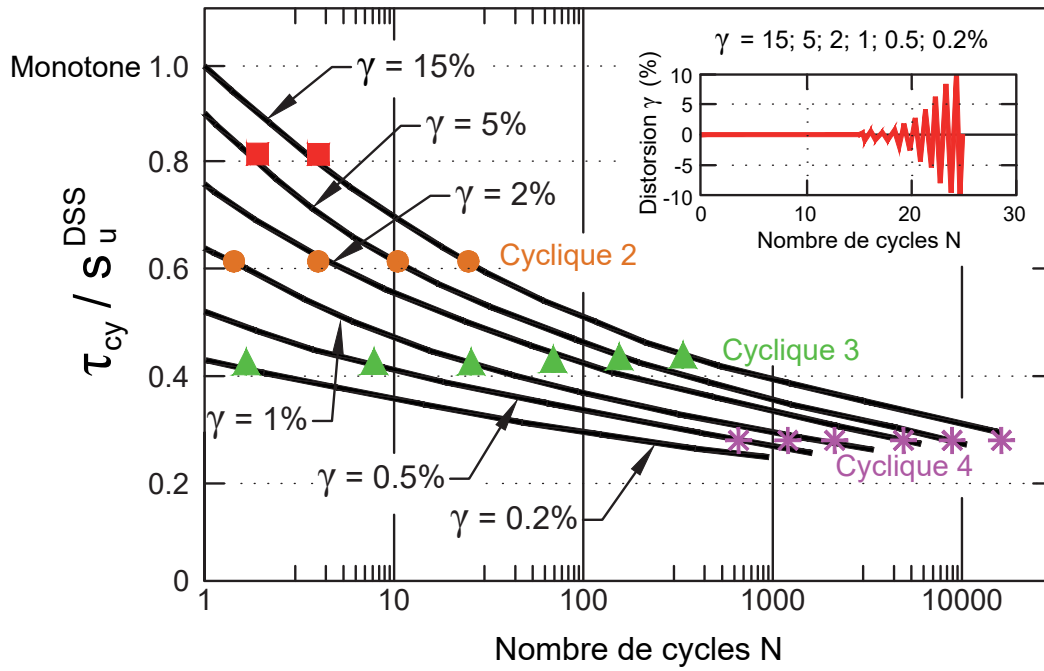 γ = 15; 5; 2; 1; 0.5; 0.2%
Distorsion γ (%)
10
5
0
-5
-10
0
10
20
30
Nombre de cycles N
τcy / su DSS
Monotone
1.0
0.8
0.6
0.4
0.2
0
γ = 15%
γ = 5%
γ = 2%
Cyclique 2
Cyclique 3
γ = 1%
γ = 0.5%
Cyclique 4
γ = 0.2%
1
10
100
1000
10000
Nombre de cycles N